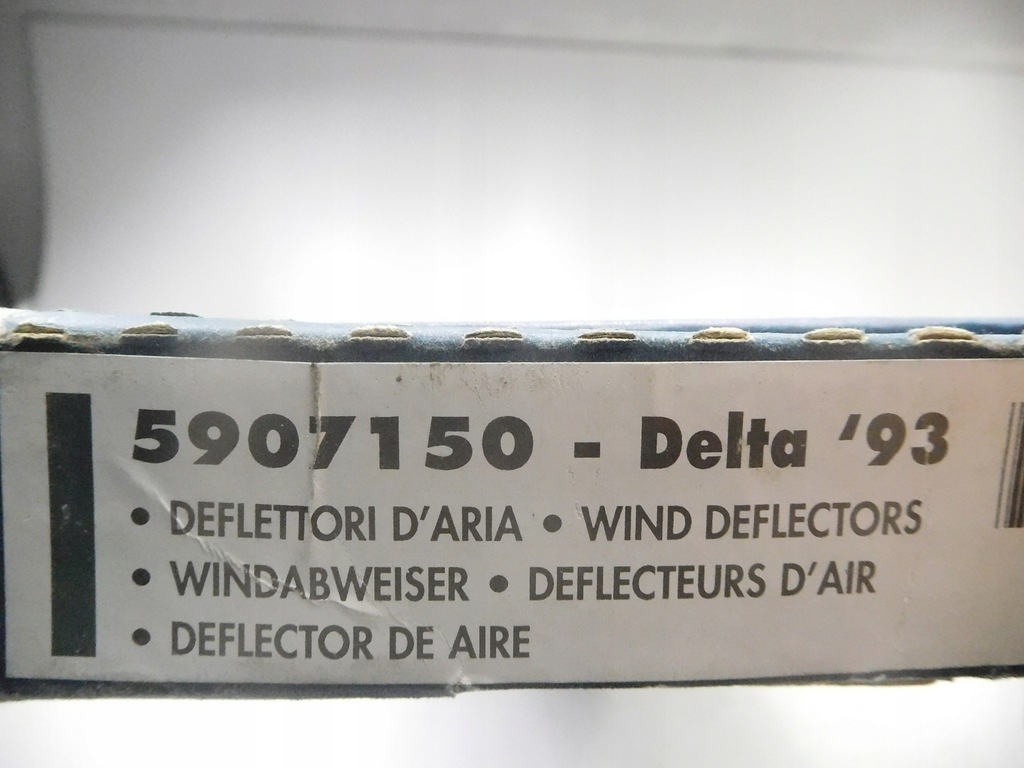 5907150 - Delta '93
• DEFLETTORI D'ARIA • WIND DEFLECTORS
• WINDABWEISER • DEFLECTEURS D'AIR
• DEFLECTOR DE AIRE